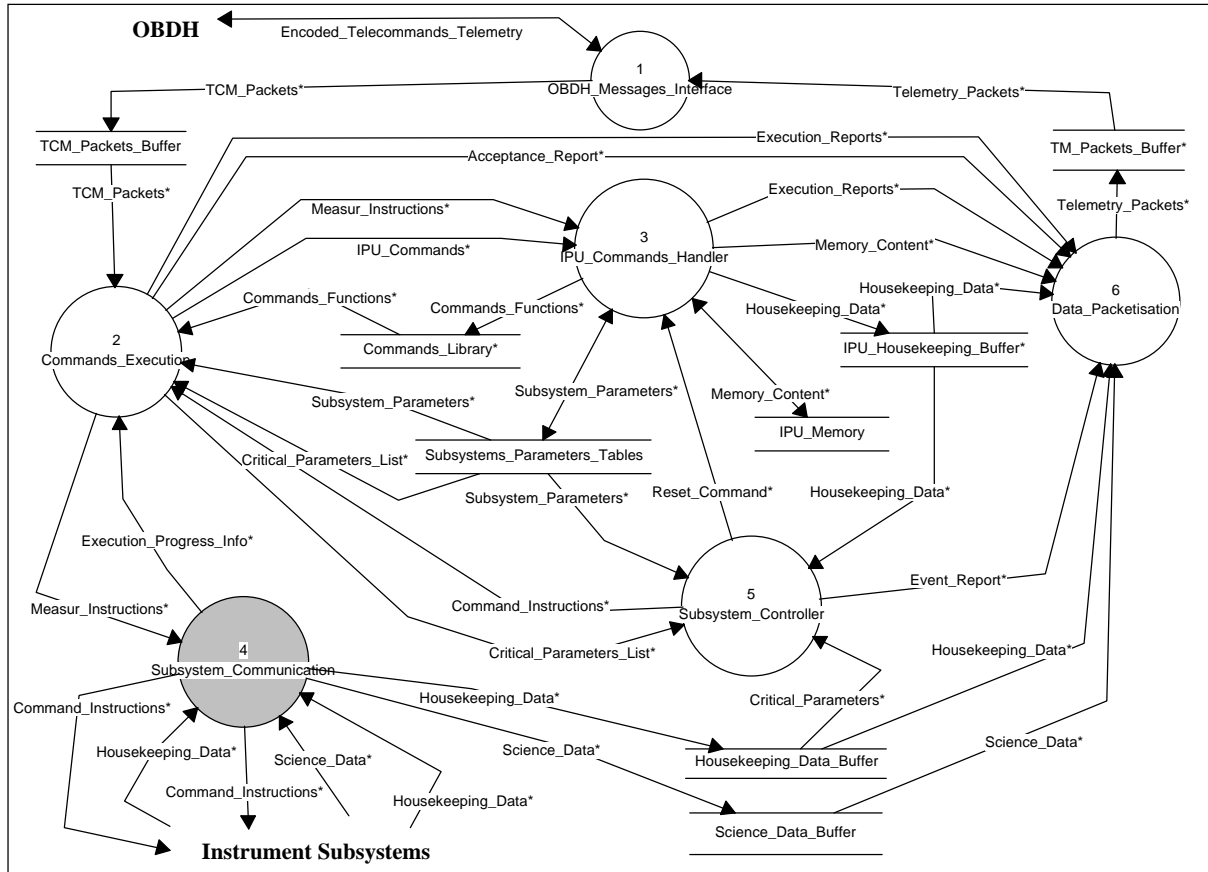 OBDH
Encoded_Telecommands_Telemetry
1
OBDH_Messages_Interface
TCM_Packets*
Telemetry_Packets*
TCM_Packets_Buffer
Execution_Reports*
Acceptance_Report*
TM_Packets_Buffer*
TCM_Packets*
Measur_Instructions*
Execution_Reports*
Telemetry_Packets*
3
IPU_Commands_Handler
IPU_Commands*
Memory_Content*
Commands_Functions*
Commands_Functions*
Housekeeping_Data*
Housekeeping_Data*
6
Data_Packetisation
2
Commands_Execution
Commands_Library*
IPU_Housekeeping_Buffer*
Subsystem_Parameters*
Subsystem_Parameters*
Memory_Content*
IPU_Memory
Critical_Parameters_List*
Subsystems_Parameters_Tables
Subsystem_Parameters*
Reset_Command*
Housekeeping_Data*
Execution_Progress_Info*
Event_Report*
5
Subsystem_Controller
Measur_Instructions*
Command_Instructions*
4
Subsystem_Communication
Critical_Parameters_List*
Housekeeping_Data*
Command_Instructions*
Housekeeping_Data*
Critical_Parameters*
Housekeeping_Data*
Science_Data*
Science_Data*
Science_Data*
Housekeeping_Data_Buffer
Command_Instructions*
Housekeeping_Data*
Science_Data_Buffer
Instrument Subsystems